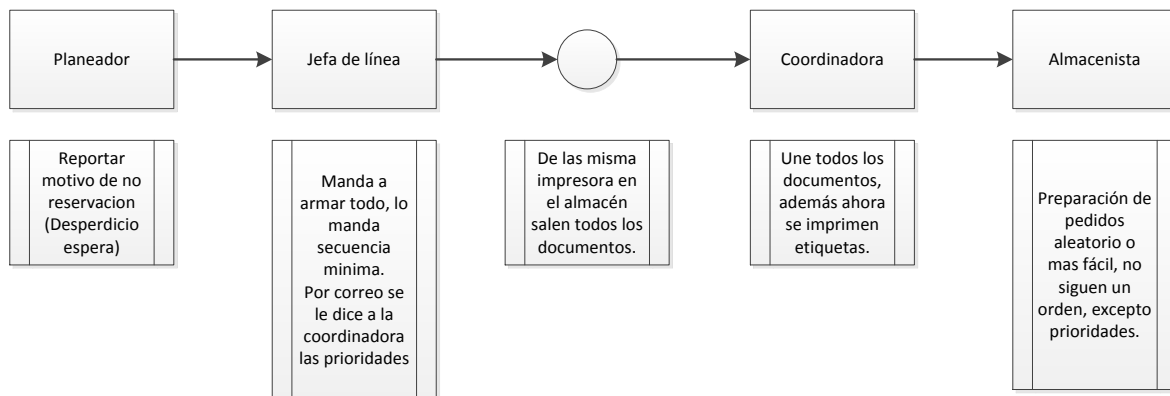 Planeador
Jefa de línea
Coordinadora
Almacenista
Reportar
motivo de no
reservacion
(Desperdicio
espera)
Manda a
armar todo, lo
manda
secuencia
minima.
Por correo se
le dice a la
coordinadora
las prioridades
De las misma
impresora en
el almacén
salen todos los
documentos.
Une todos los
documentos,
además ahora
se imprimen
etiquetas.
Preparación de
pedidos
aleatorio o
mas fácil, no
siguen un
orden, excepto
prioridades.